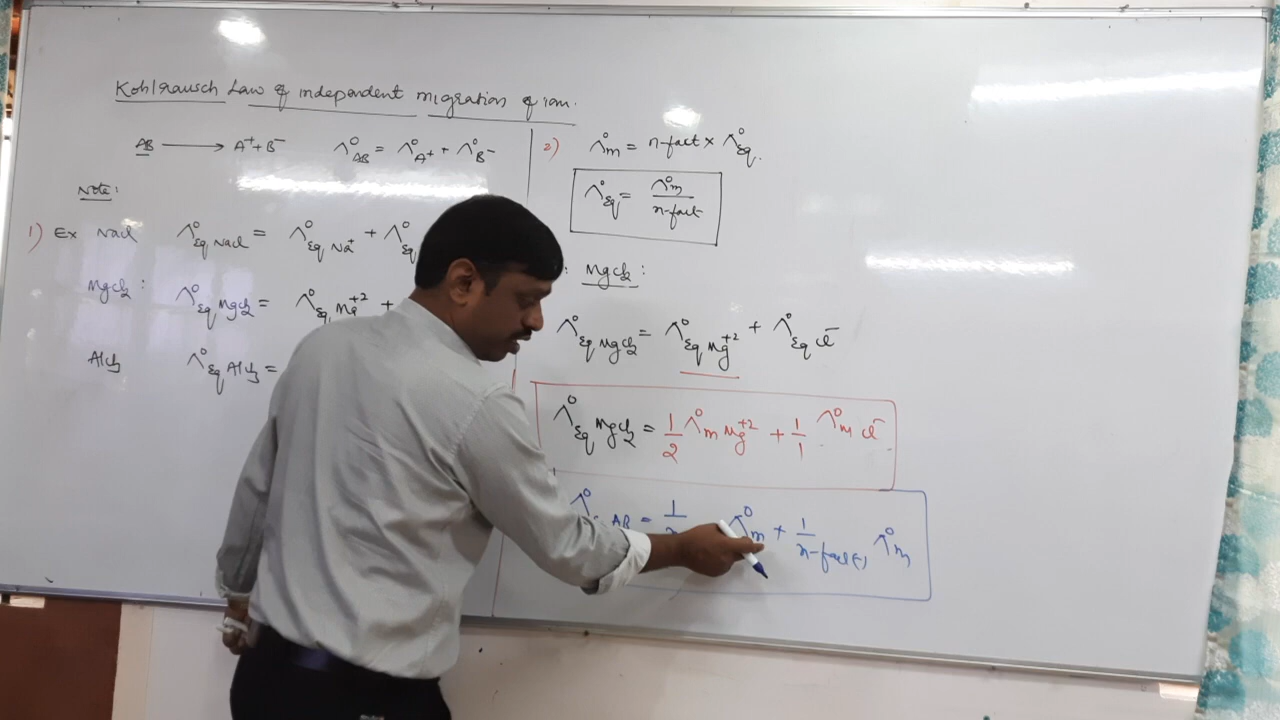 Kohlrausch Law of independent migration of ion.
AB ⟶ A⁺ + B⁻ Λ°AB = Λ°A⁺ + Λ°B⁻
Note:
1) Ex Nacl Λ°Eq Nacl = Λ°Eq Na⁺ + Λ°Eq
Mgcl₂ : Λ°Eq Mgcl₂ = Λ°Eq Mg⁺² +
Alcl₃ Λ°Eq Alcl₃ =
2) Λ°m = n-fact × Λ°Eq.
Λ°Eq = Λ°m / n-fact
: Mgcl₂ :
Λ°Eq Mgcl₂ = Λ°Eq Mg⁺² + Λ°Eq cl⁻
Λ°Eq Mgcl₂ = 1/2 Λ°m Mg⁺² + 1/1 Λ°m cl⁻
AB = 1/n Λ°m + 1/n-fact(-) Λ°m